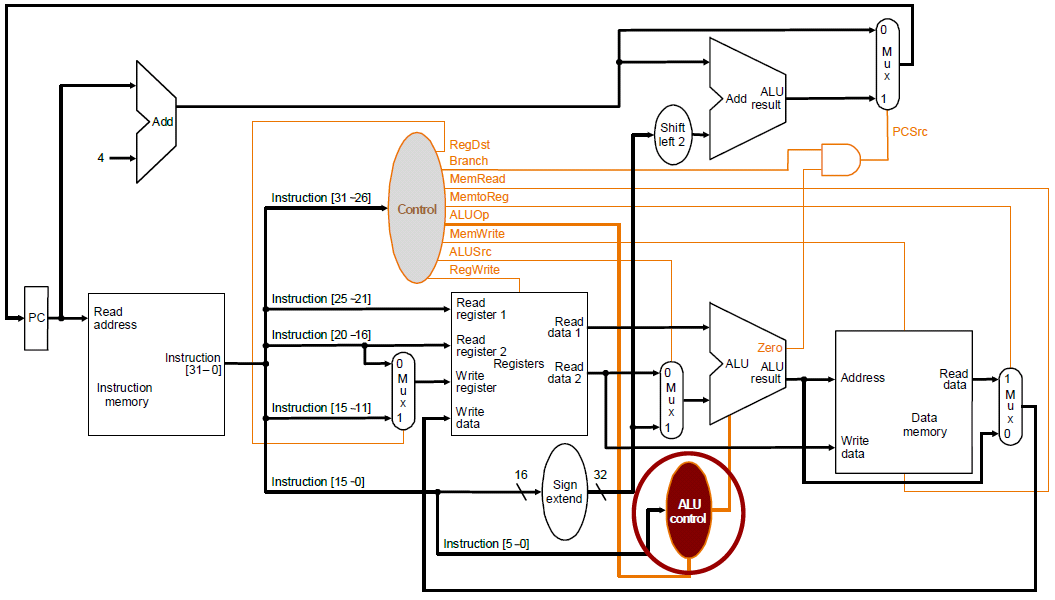 0
M
u
x
1
Add
ALU
result
Add
4
Shift
left 2
PCSrc
RegDst
Branch
MemRead
MemtoReg
ALUOp
MemWrite
ALUSrc
RegWrite
Control
Instruction [31–26]
Instruction [25–21]
Instruction [20–16]
Instruction [15–11]
Instruction [15–0]
Instruction [5–0]
PC
Read
address
Instruction
[31–0]
Instruction
memory
0
M
u
x
1
Read
register 1
Read
register 2
Write
register
Write
data
Registers
Read
data 1
Read
data 2
0
M
u
x
1
Zero
ALU
ALU
result
Address
Write
data
Read
data
Data
memory
1
M
u
x
0
16
Sign
extend
32
ALU
control